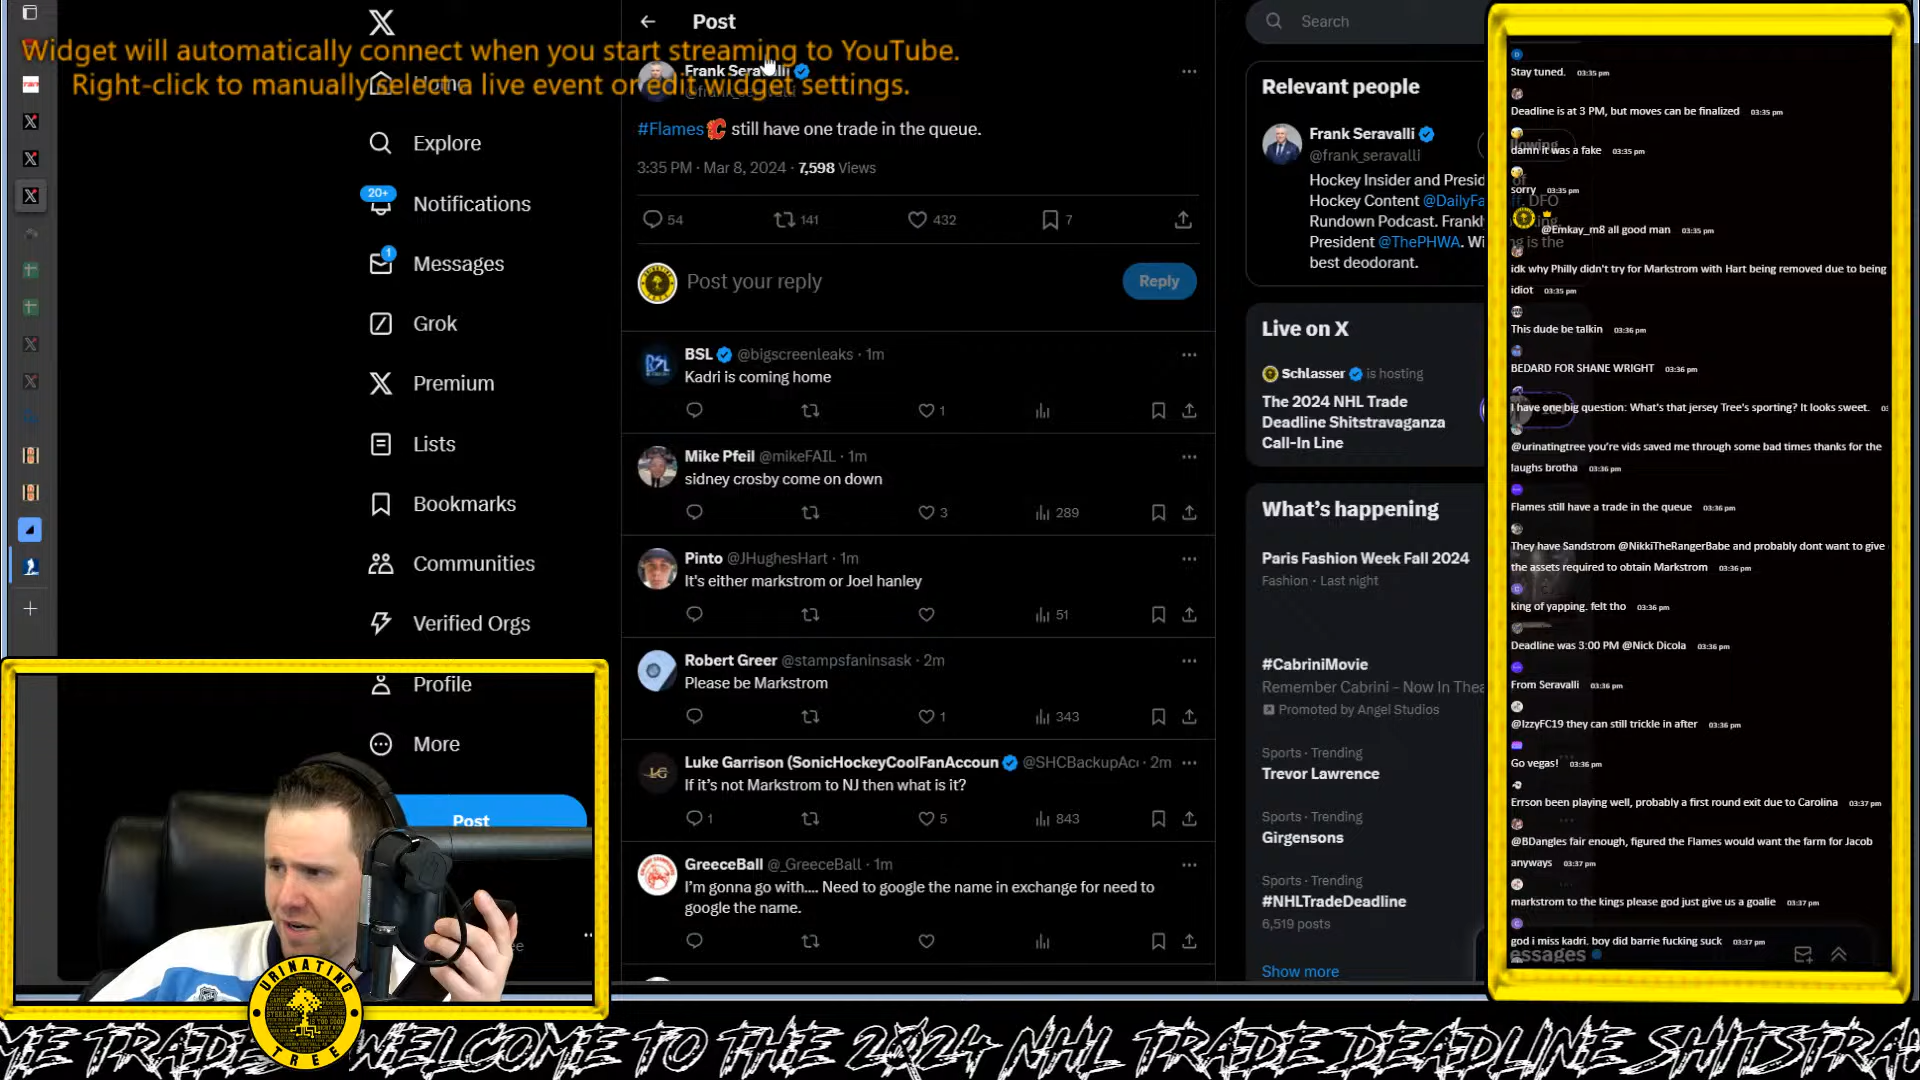 Widget will automatically connect when you start streaming to YouTube.
Right-click to manually select a live event or edit widget settings.
Home
Explore
20+
Notifications
1
Messages
Grok
Premium
Lists
Bookmarks
Communities
Verified Orgs
Profile
More
Post
Post
Frank Seravalli
@frank_seravalli
#Flames still have one trade in the queue.
3:35 PM · Mar 8, 2024 · 7,598 Views
54 141 432 7
Post your reply
Reply
BSL @bigscreenleaks · 1m
Kadri is coming home
1
Mike Pfeil @mikeFAIL · 1m
sidney crosby come on down
3 289
Pinto @JHughesHart · 1m
It's either markstrom or Joel hanley
51
Robert Greer @stampsfaninsask · 2m
Please be Markstrom
1 343
Luke Garrison (SonicHockeyCoolFanAccoun @SHCBackupAc · 2m
If it's not Markstrom to NJ then what is it?
1 5 843
GreeceBall @_GreeceBall · 1m
I'm gonna go with.... Need to google the name in exchange for need to
google the name.
Search
Relevant people
Frank Seravalli
@frank_seravalli
Hockey Insider and Presid
Hockey Content @DailyFa
Rundown Podcast. Frankly
President @ThePHWA. Wi
best deodorant.
Live on X
Schlasser is hosting
The 2024 NHL Trade
Deadline Shitstravaganza
Call-In Line
What's happening
Paris Fashion Week Fall 2024
Fashion · Last night
#CabriniMovie
Remember Cabrini – Now In Thea
Promoted by Angel Studios
Sports · Trending
Trevor Lawrence
Sports · Trending
Girgensons
Sports · Trending
#NHLTradeDeadline
6,519 posts
Show more
Stay tuned. 03:35 pm
Deadline is at 3 PM, but moves can be finalized 03:35 pm
damn it was a fake 03:35 pm
sorry 03:35 pm
@Emkay_m8 all good man 03:35 pm
idk why Philly didn't try for Markstrom with Hart being removed due to being
idiot 03:35 pm
This dude be talkin 03:36 pm
BEDARD FOR SHANE WRIGHT 03:36 pm
I have one big question: What's that jersey Tree's sporting? It looks sweet.
@urinatingtree you're vids saved me through some bad times thanks for the
laughs brotha 03:36 pm
Flames still have a trade in the queue 03:36 pm
They have Sandstrom @NikkiTheRangerBabe and probably dont want to give
the assets required to obtain Markstrom 03:36 pm
king of yapping. felt tho 03:36 pm
Deadline was 3:00 PM @Nick Dicola 03:36 pm
From Seravalli 03:36 pm
@IzzyFC19 they can still trickle in after 03:36 pm
Go vegas! 03:36 pm
Errson been playing well, probably a first round exit due to Carolina 03:37 pm
@BDangles fair enough, figured the Flames would want the farm for Jacob
anyways 03:37 pm
markstrom to the kings please god just give us a goalie 03:37 pm
god i miss kadri. boy did barrie fucking suck 03:37 pm
essages
URINATING
TREE
ME TRADE WELCOME TO THE 2024 NHL TRADE DEADLINE SHITSTRA